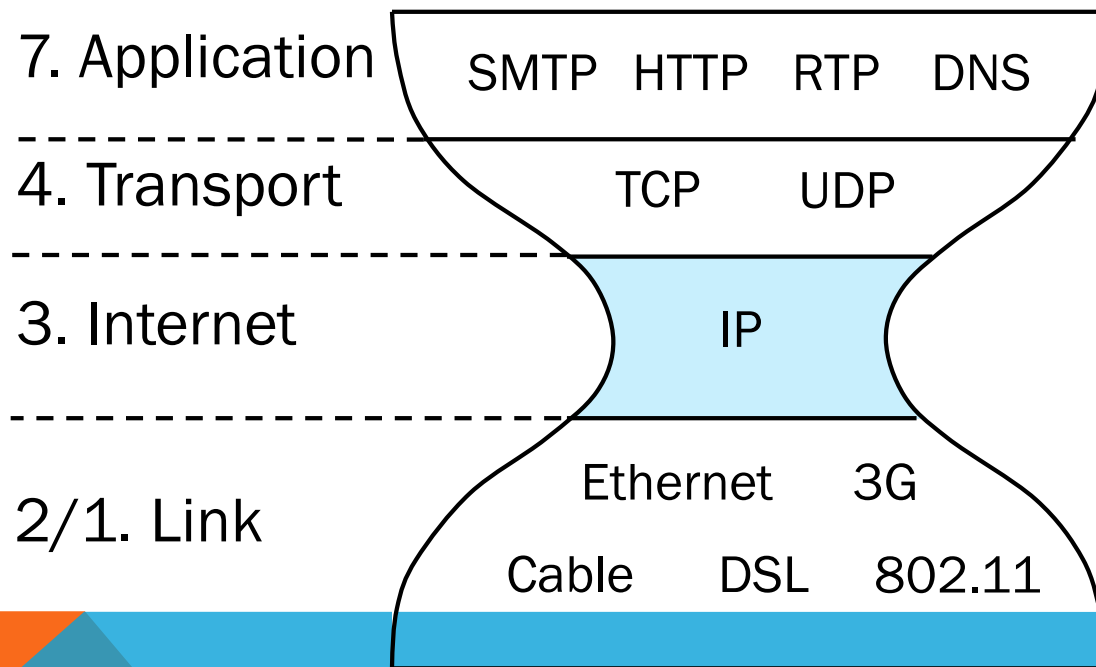 7. Application
SMTP HTTP RTP DNS
4. Transport
TCP UDP
3. Internet
IP
2/1. Link
Ethernet 3G
Cable DSL 802.11